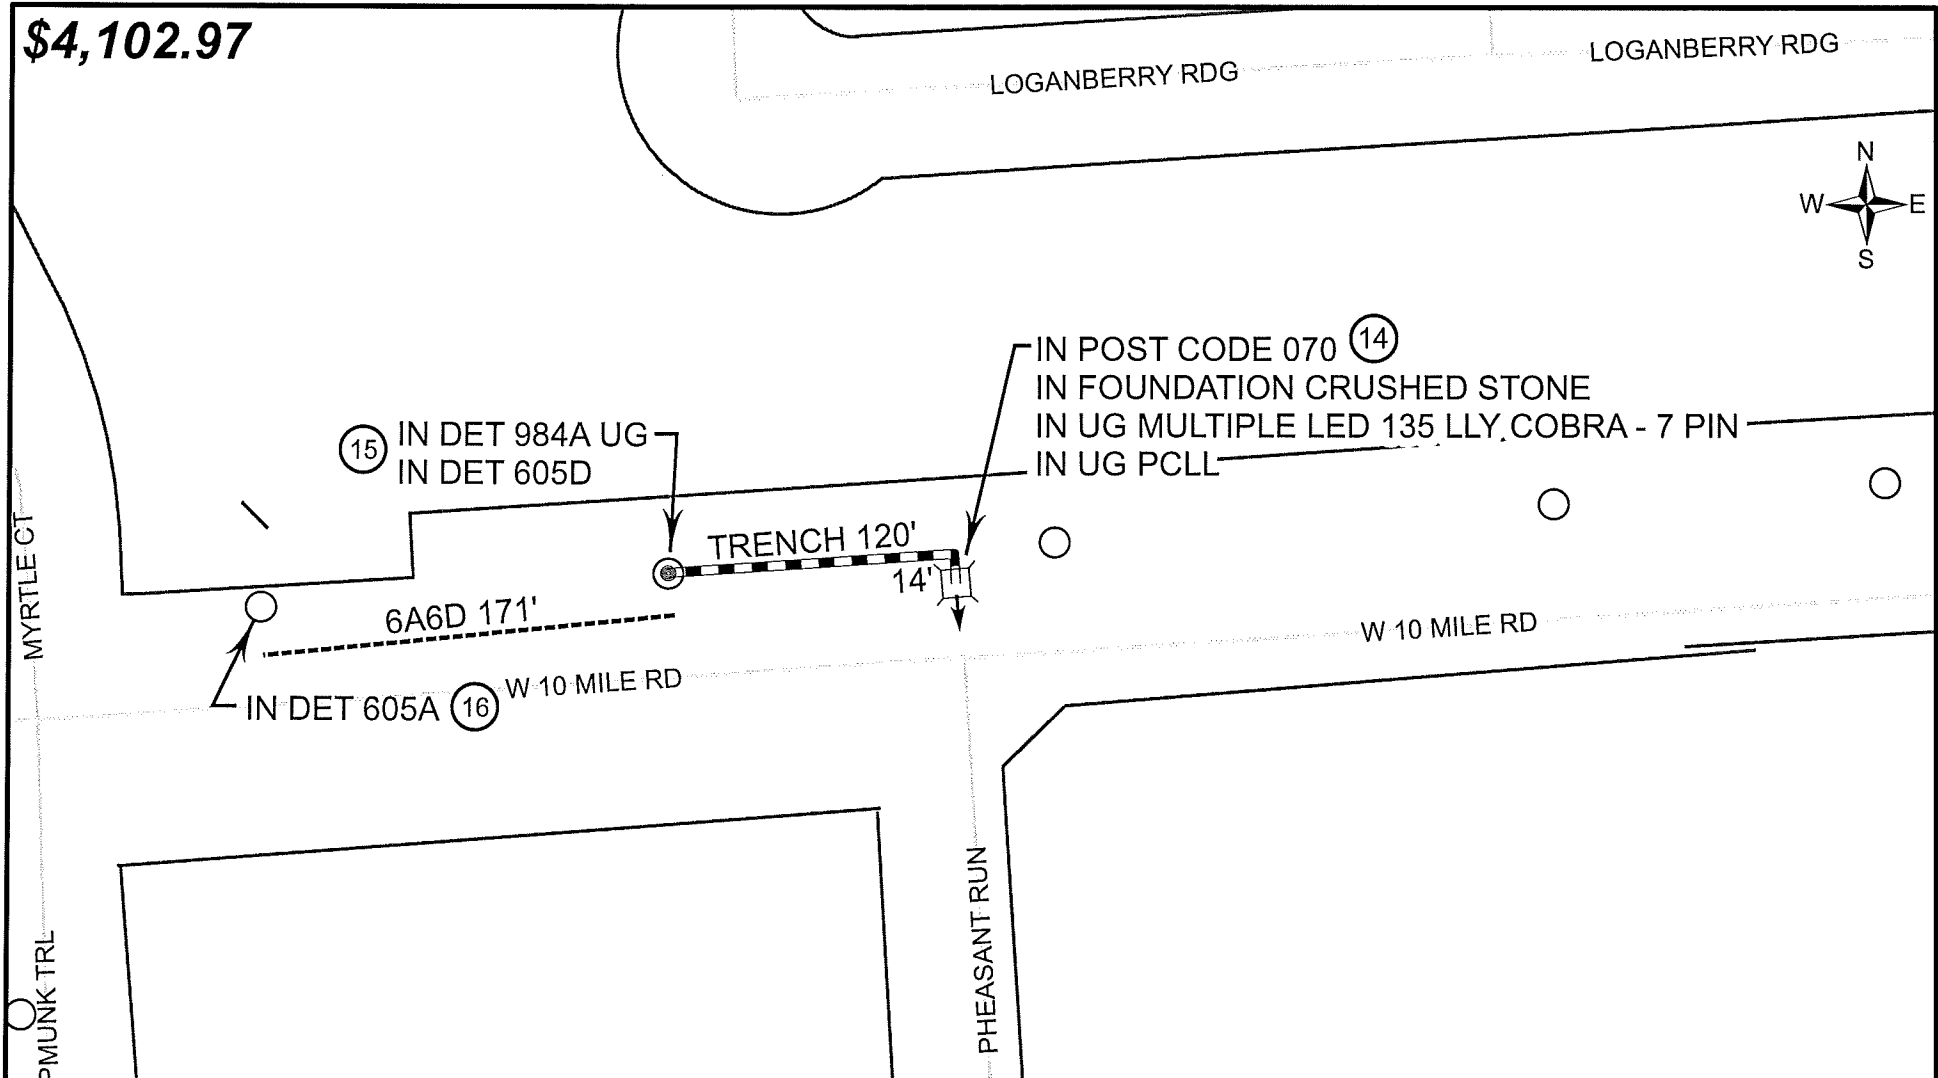 $4,102.97
LOGANBERRY RDG
LOGANBERRY RDG
N
W
E
S
IN POST CODE 070 14
IN FOUNDATION CRUSHED STONE
IN UG MULTIPLE LED 135 LLY COBRA - 7 PIN
IN UG PCLL
15 IN DET 984A UG
IN DET 605D
TRENCH 120'
14'
6A6D 171'
MYRTLE CT
W 10 MILE RD
IN DET 605A 16
W 10 MILE RD
PHEASANT RUN
PMUNK TRL